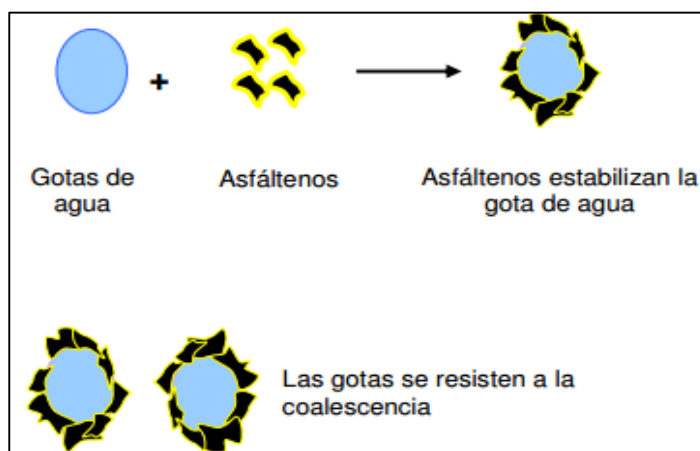 +
Gotas de
agua
Asfáltenos
Asfáltenos estabilizan la
gota de agua
Las gotas se resisten a la
coalescencia